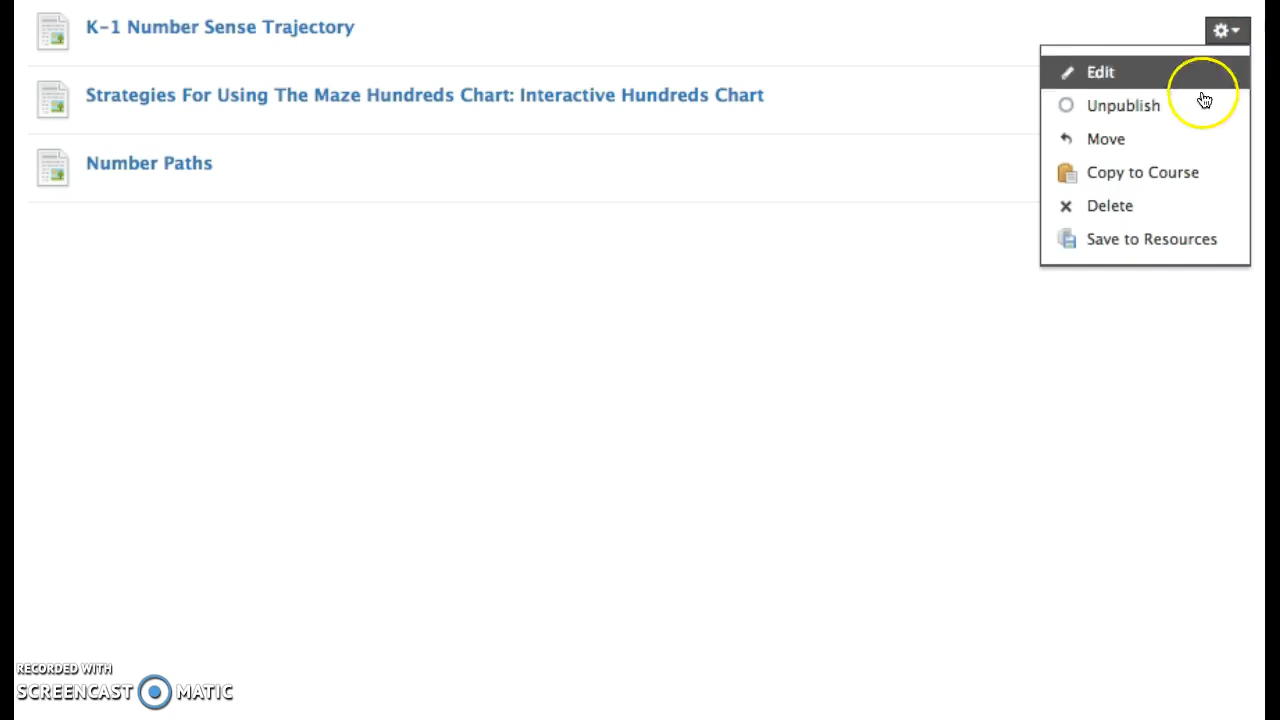 K-1 Number Sense Trajectory
Strategies For Using The Maze Hundreds Chart: Interactive Hundreds Chart
Number Paths
Edit
Unpublish
Move
Copy to Course
Delete
Save to Resources
RECORDED WITH
SCREENCAST MATIC